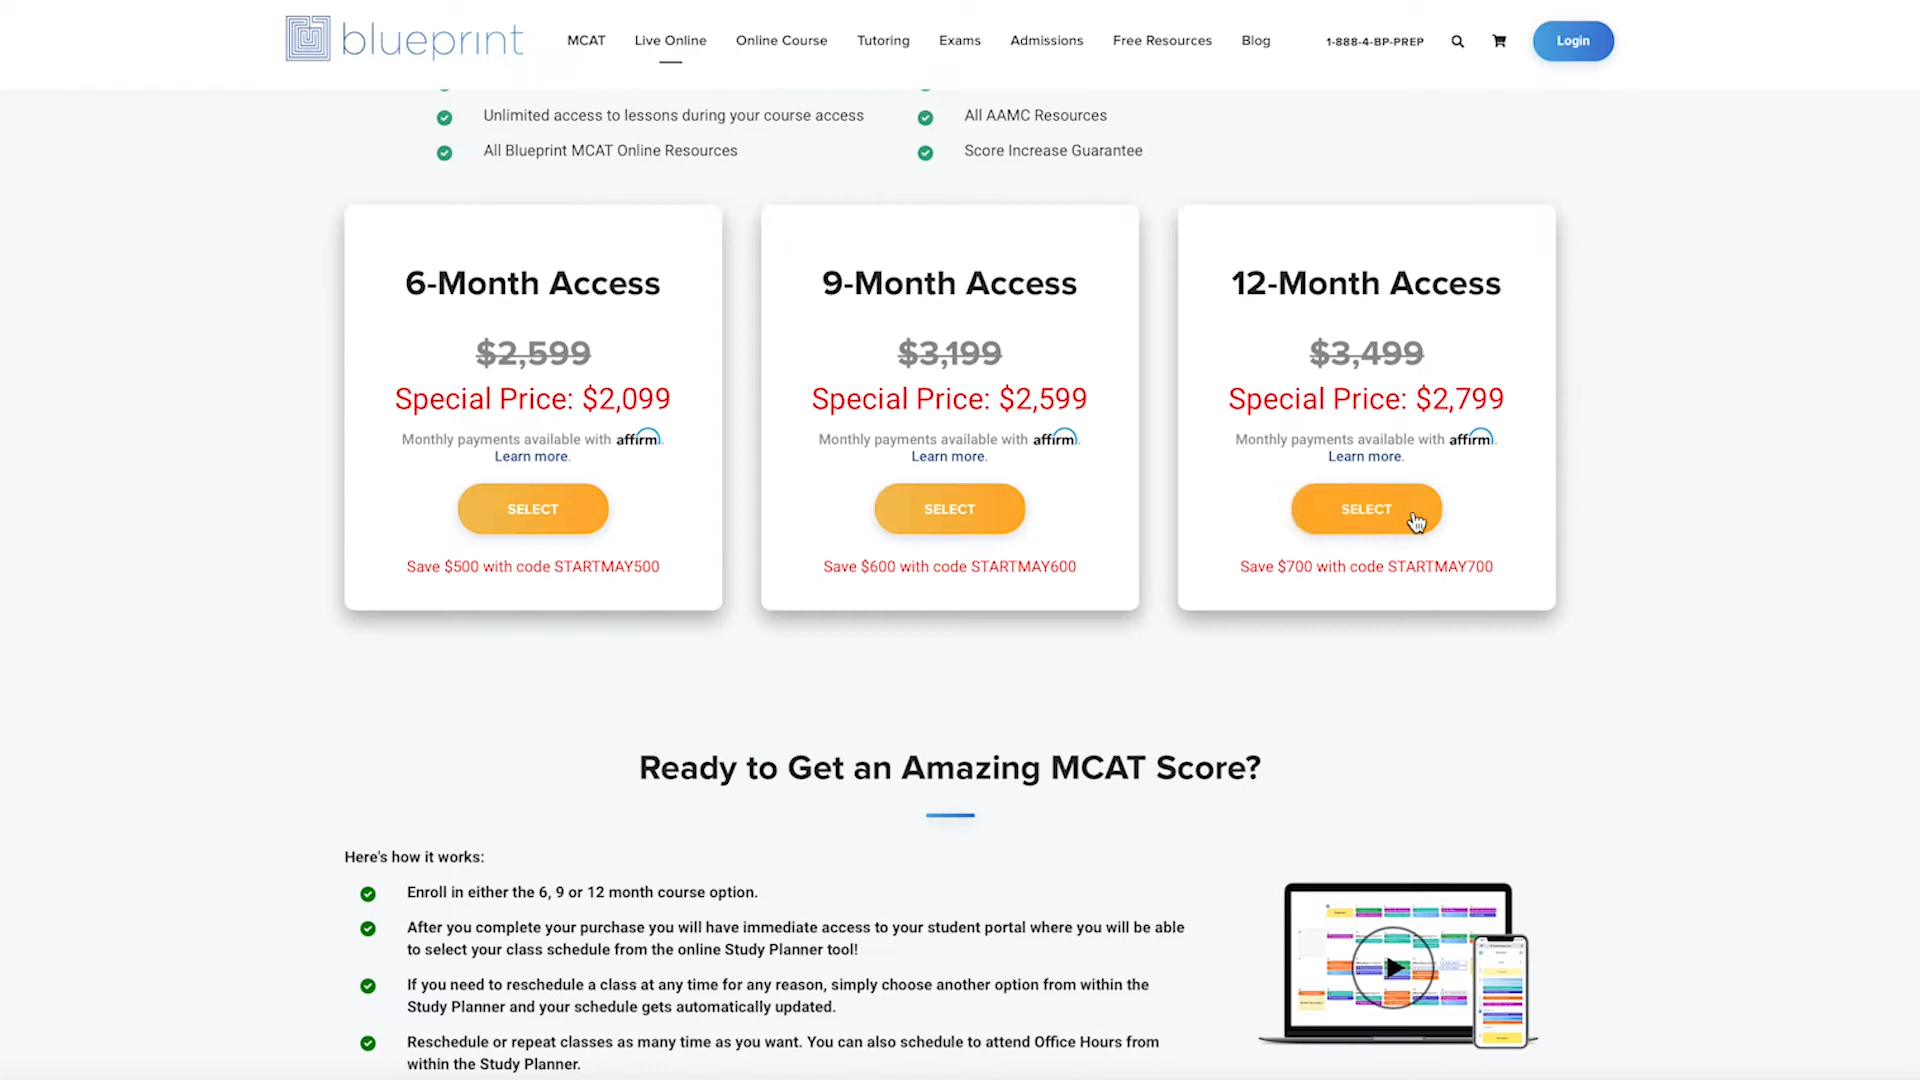 blueprint
MCAT Live Online Online Course Tutoring Exams Admissions Free Resources Blog 1-888-4-BP-PREP Login
Unlimited access to lessons during your course access
All AAMC Resources
All Blueprint MCAT Online Resources
Score Increase Guarantee
6-Month Access
$2,599
Special Price: $2,099
Monthly payments available with affirm.
Learn more.
SELECT
Save $500 with code STARTMAY500
9-Month Access
$3,199
Special Price: $2,599
Monthly payments available with affirm.
Learn more.
SELECT
Save $600 with code STARTMAY600
12-Month Access
$3,499
Special Price: $2,799
Monthly payments available with affirm.
Learn more.
SELECT
Save $700 with code STARTMAY700
Ready to Get an Amazing MCAT Score?
Here's how it works:
Enroll in either the 6, 9 or 12 month course option.
After you complete your purchase you will have immediate access to your student portal where you will be able
to select your class schedule from the online Study Planner tool!
If you need to reschedule a class at any time for any reason, simply choose another option from within the
Study Planner and your schedule gets automatically updated.
Reschedule or repeat classes as many time as you want. You can also schedule to attend Office Hours from
within the Study Planner.